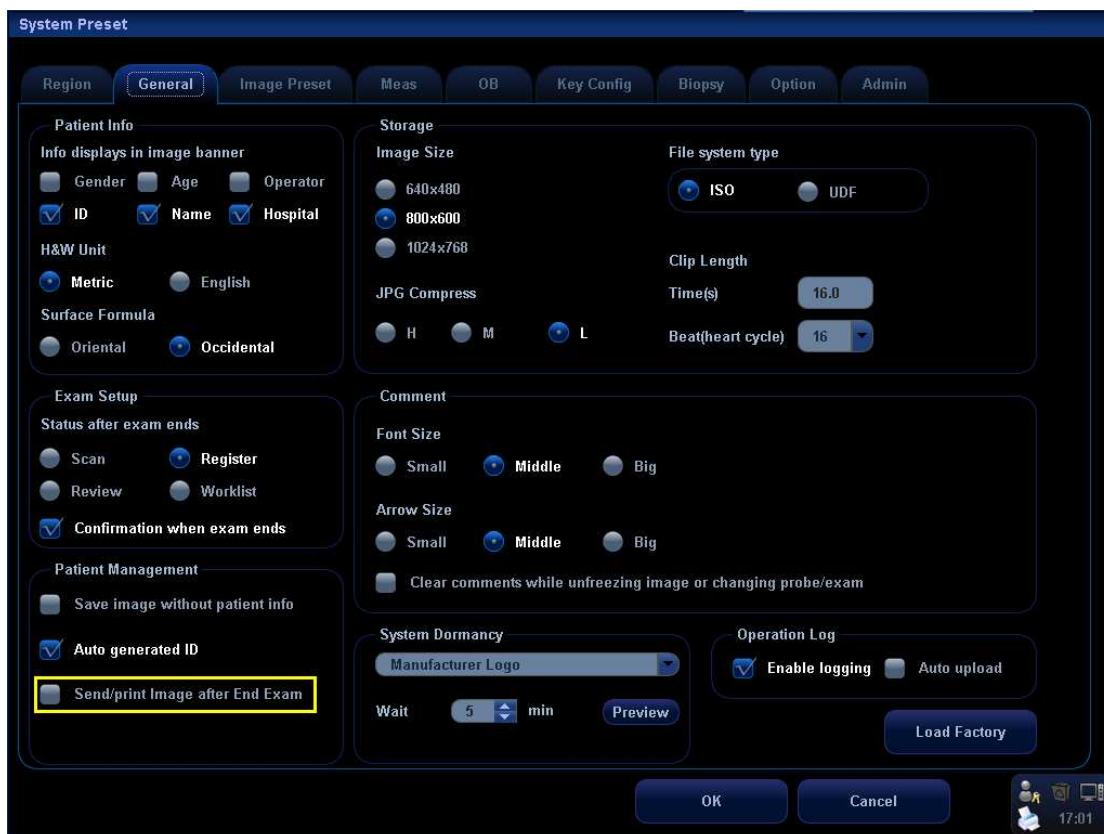 System Preset
Region General Image Preset Meas OB Key Config Biopsy Option Admin
Patient Info
Info displays in image banner
Gender Age Operator
ID Name Hospital
H&W Unit
Metric English
Surface Formula
Oriental Occidental
Exam Setup
Status after exam ends
Scan Register
Review Worklist
Confirmation when exam ends
Patient Management
Save image without patient info
Auto generated ID
Send/print Image after End Exam
Storage
Image Size
640x480
800x600
1024x768
JPG Compress
H M L
File system type
ISO UDF
Clip Length
Time(s) 16.0
Beat(heart cycle) 16
Comment
Font Size
Small Middle Big
Arrow Size
Small Middle Big
Clear comments while unfreezing image or changing probe/exam
System Dormancy
Manufacturer Logo
Wait 5 min Preview
Operation Log
Enable logging Auto upload
Load Factory
OK Cancel
17:01